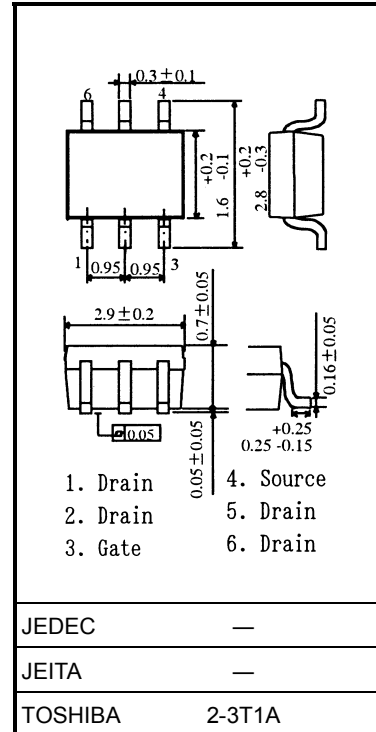 0.3±0.1
6 4
+0.2
1.6 -0.1
+0.2
2.8 -0.3
1 0.95 0.95 3
2.9±0.2
0.7±0.05
0.05
0.05±0.05
0.16±0.05
+0.25
0.25 -0.15
1. Drain
2. Drain
3. Gate
4. Source
5. Drain
6. Drain
JEDEC —
JEITA —
TOSHIBA 2-3T1A